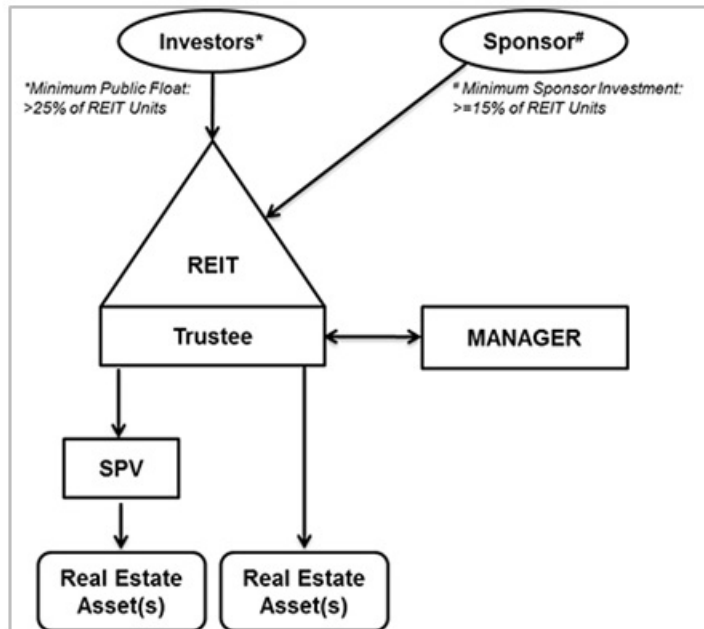 Investors*
Sponsor#
*Minimum Public Float:
>25% of REIT Units
# Minimum Sponsor Investment:
>=15% of REIT Units
REIT
Trustee
MANAGER
SPV
Real Estate
Asset(s)
Real Estate
Asset(s)